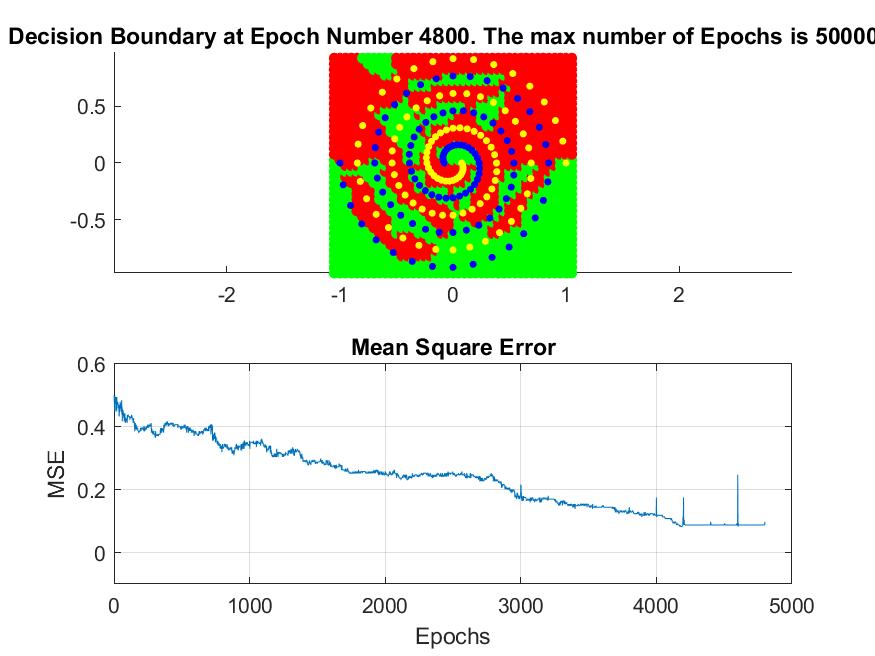 Decision Boundary at Epoch Number 4800. The max number of Epochs is 50000
0.5
0
-0.5
-2 -1 0 1 2
Mean Square Error
0.6
0.4
0.2
0
MSE
0 1000 2000 3000 4000 5000
Epochs